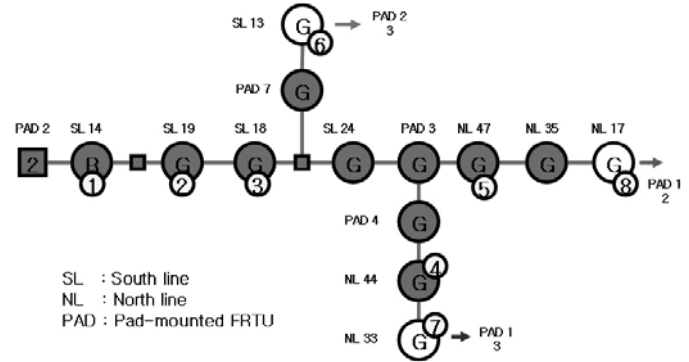 SL 13
G
6
PAD 2
3
PAD 7
G
PAD 2
SL 14
SL 19
SL 18
SL 24
PAD 3
NL 47
NL 35
NL 17
2
R
G
G
G
G
G
G
G
1
2
3
5
8
PAD 1
2
PAD 4
G
NL 44
G
4
NL 33
G
7
PAD 1
3
SL : South line
NL : North line
PAD : Pad-mounted FRTU